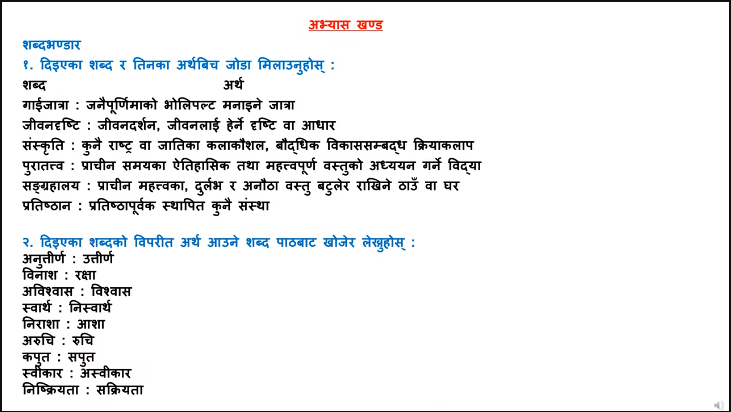 अभ्यास खण्ड
शब्दभण्डार
१. दिइएका शब्द र तिनका अर्थबिच जोडा मिलाउनुहोस् :
शब्द अर्थ
गाईजात्रा : जनैपूर्णिमाको भोलिपल्ट मनाइने जात्रा
जीवनदृष्टि : जीवनदर्शन, जीवनलाई हेर्ने दृष्टि वा आधार
संस्कृति : कुनै राष्ट्र वा जातिका कलाकौशल, बौद्धिक विकाससम्बद्ध क्रियाकलाप
पुरातत्त्व : प्राचीन समयका ऐतिहासिक तथा महत्त्वपूर्ण वस्तुको अध्ययन गर्ने विद्या
सङ्ग्रहालय : प्राचीन महत्त्वका, दुर्लभ र अनौठा वस्तु बटुलेर राखिने ठाउँ वा घर
प्रतिष्ठान : प्रतिष्ठापूर्वक स्थापित कुनै संस्था
२. दिइएका शब्दको विपरीत अर्थ आउने शब्द पाठबाट खोजेर लेख्नुहोस् :
अनुत्तीर्ण : उत्तीर्ण
विनाश : रक्षा
अविश्वास : विश्वास
स्वार्थ : निस्वार्थ
निराशा : आशा
अरुचि : रुचि
कपुत : सपुत
स्वीकार : अस्वीकार
निष्क्रियता : सक्रियता